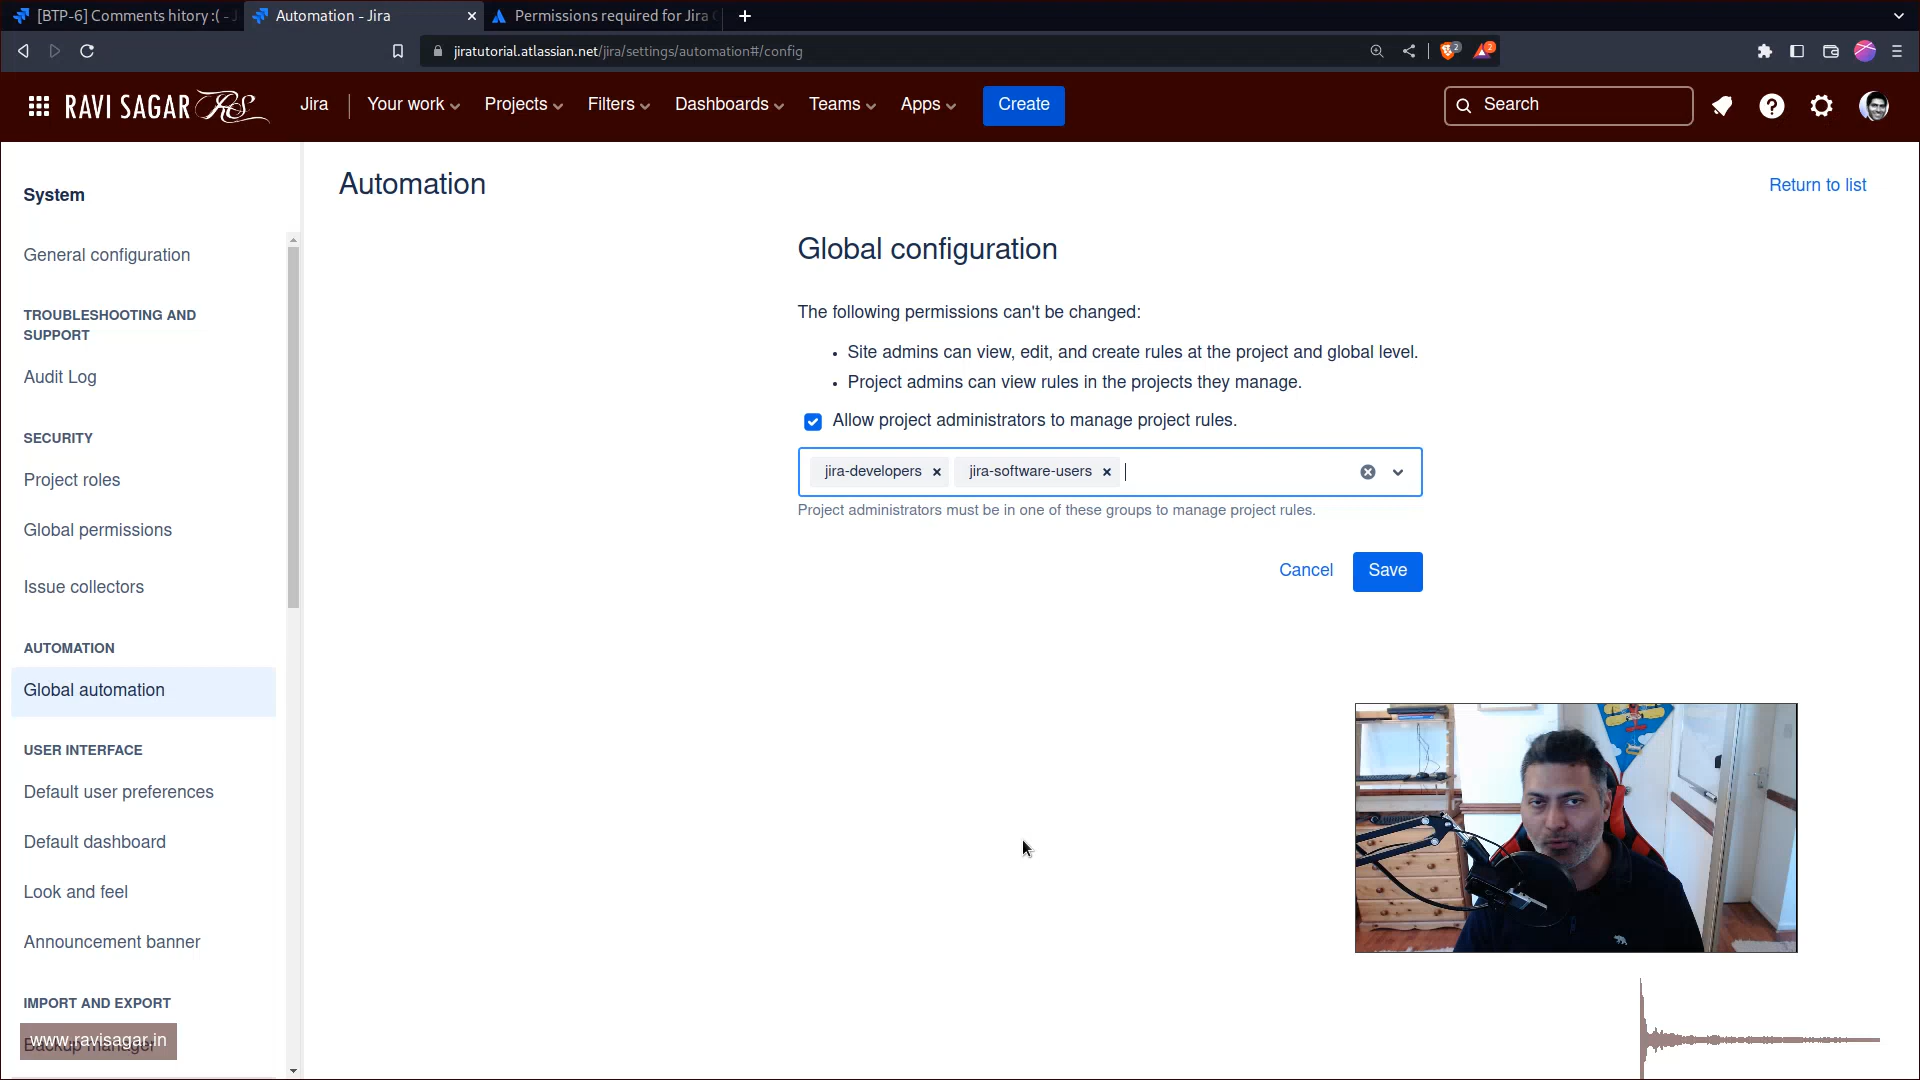 [BTP-6] Comments hitory :( - J
Automation - Jira
Permissions required for Jira C
jiratutorial.atlassian.net/jira/settings/automation#/config
2
2
RAVI SAGAR RS
Jira
Your work
Projects
Filters
Dashboards
Teams
Apps
Create
Search
System
General configuration
TROUBLESHOOTING AND
SUPPORT
Audit Log
SECURITY
Project roles
Global permissions
Issue collectors
AUTOMATION
Global automation
USER INTERFACE
Default user preferences
Default dashboard
Look and feel
Announcement banner
IMPORT AND EXPORT
Backup manager
www.ravisagar.in
Automation
Return to list
Global configuration
The following permissions can't be changed:
• Site admins can view, edit, and create rules at the project and global level.
• Project admins can view rules in the projects they manage.
Allow project administrators to manage project rules.
jira-developers
jira-software-users
Project administrators must be in one of these groups to manage project rules.
Cancel
Save